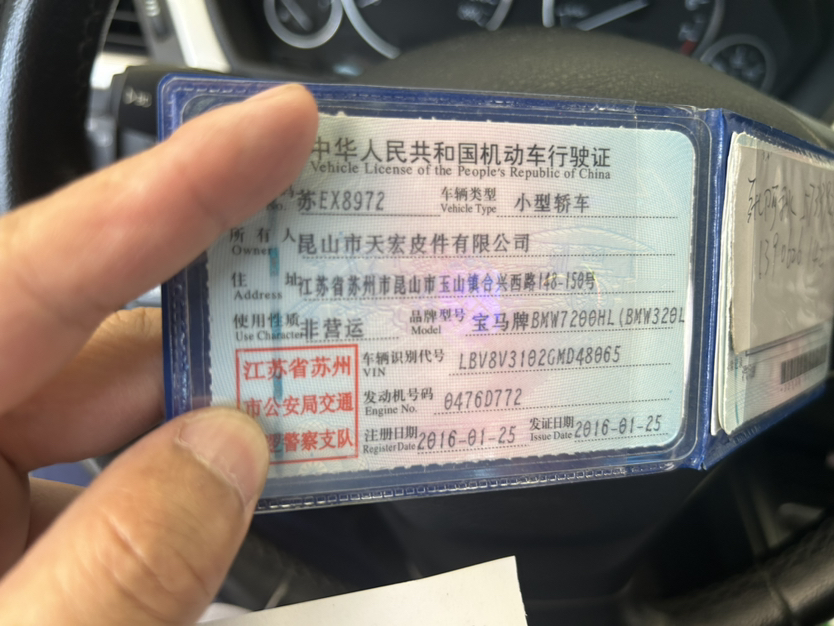 中华人民共和国机动车行驶证
Vehicle License of the People's Republic of China
苏EX8972 车辆类型 Vehicle Type 小型轿车
所有人 Owner 昆山市天宏皮件有限公司
住址 Address 江苏省苏州市昆山市玉山镇合兴西路148-150号
使用性质 Use Character 非营运 品牌型号 Model 宝马牌BMW7200HL(BMW320L
江苏省苏州 车辆识别代号 VIN LBV8V3102GMD48065
市公安局交通 发动机号码 Engine No. 0476D772
警察支队 注册日期 Register Date 2016-01-25 发证日期 Issue Date 2016-01-25